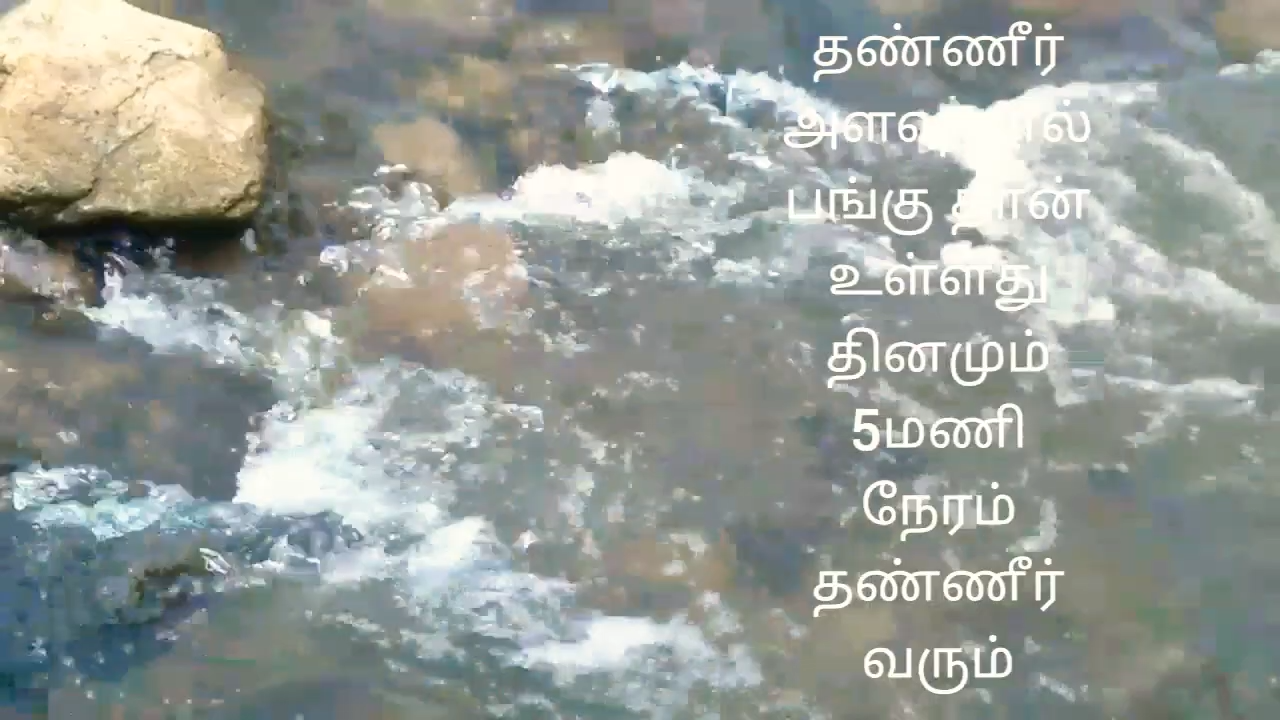 தண்ணீர்
பங்கு தான்
உள்ளது
தினமும்
5மணி
நேரம்
தண்ணீர்
வரும்